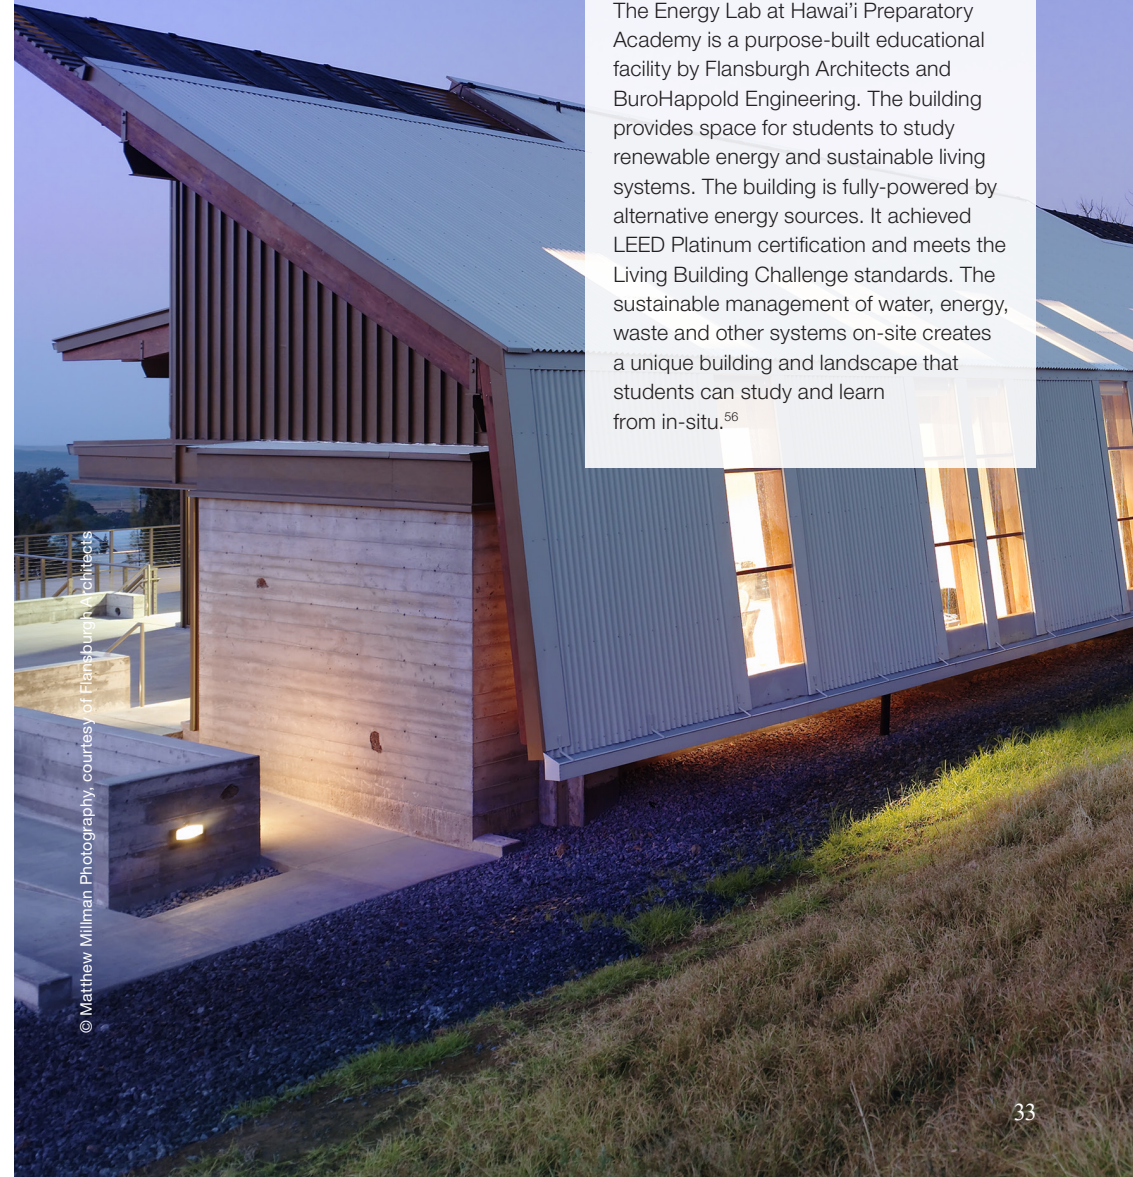 The Energy Lab at Hawai’i Preparatory
Academy is a purpose-built educational
facility by Flansburgh Architects and
BuroHappold Engineering. The building
provides space for students to study
renewable energy and sustainable living
systems. The building is fully-powered by
alternative energy sources. It achieved
LEED Platinum certification and meets the
Living Building Challenge standards. The
sustainable management of water, energy,
waste and other systems on-site creates
a unique building and landscape that
students can study and learn
from in-situ.56
© Matthew Millman Photography, courtesy of Flansburgh Architects
33